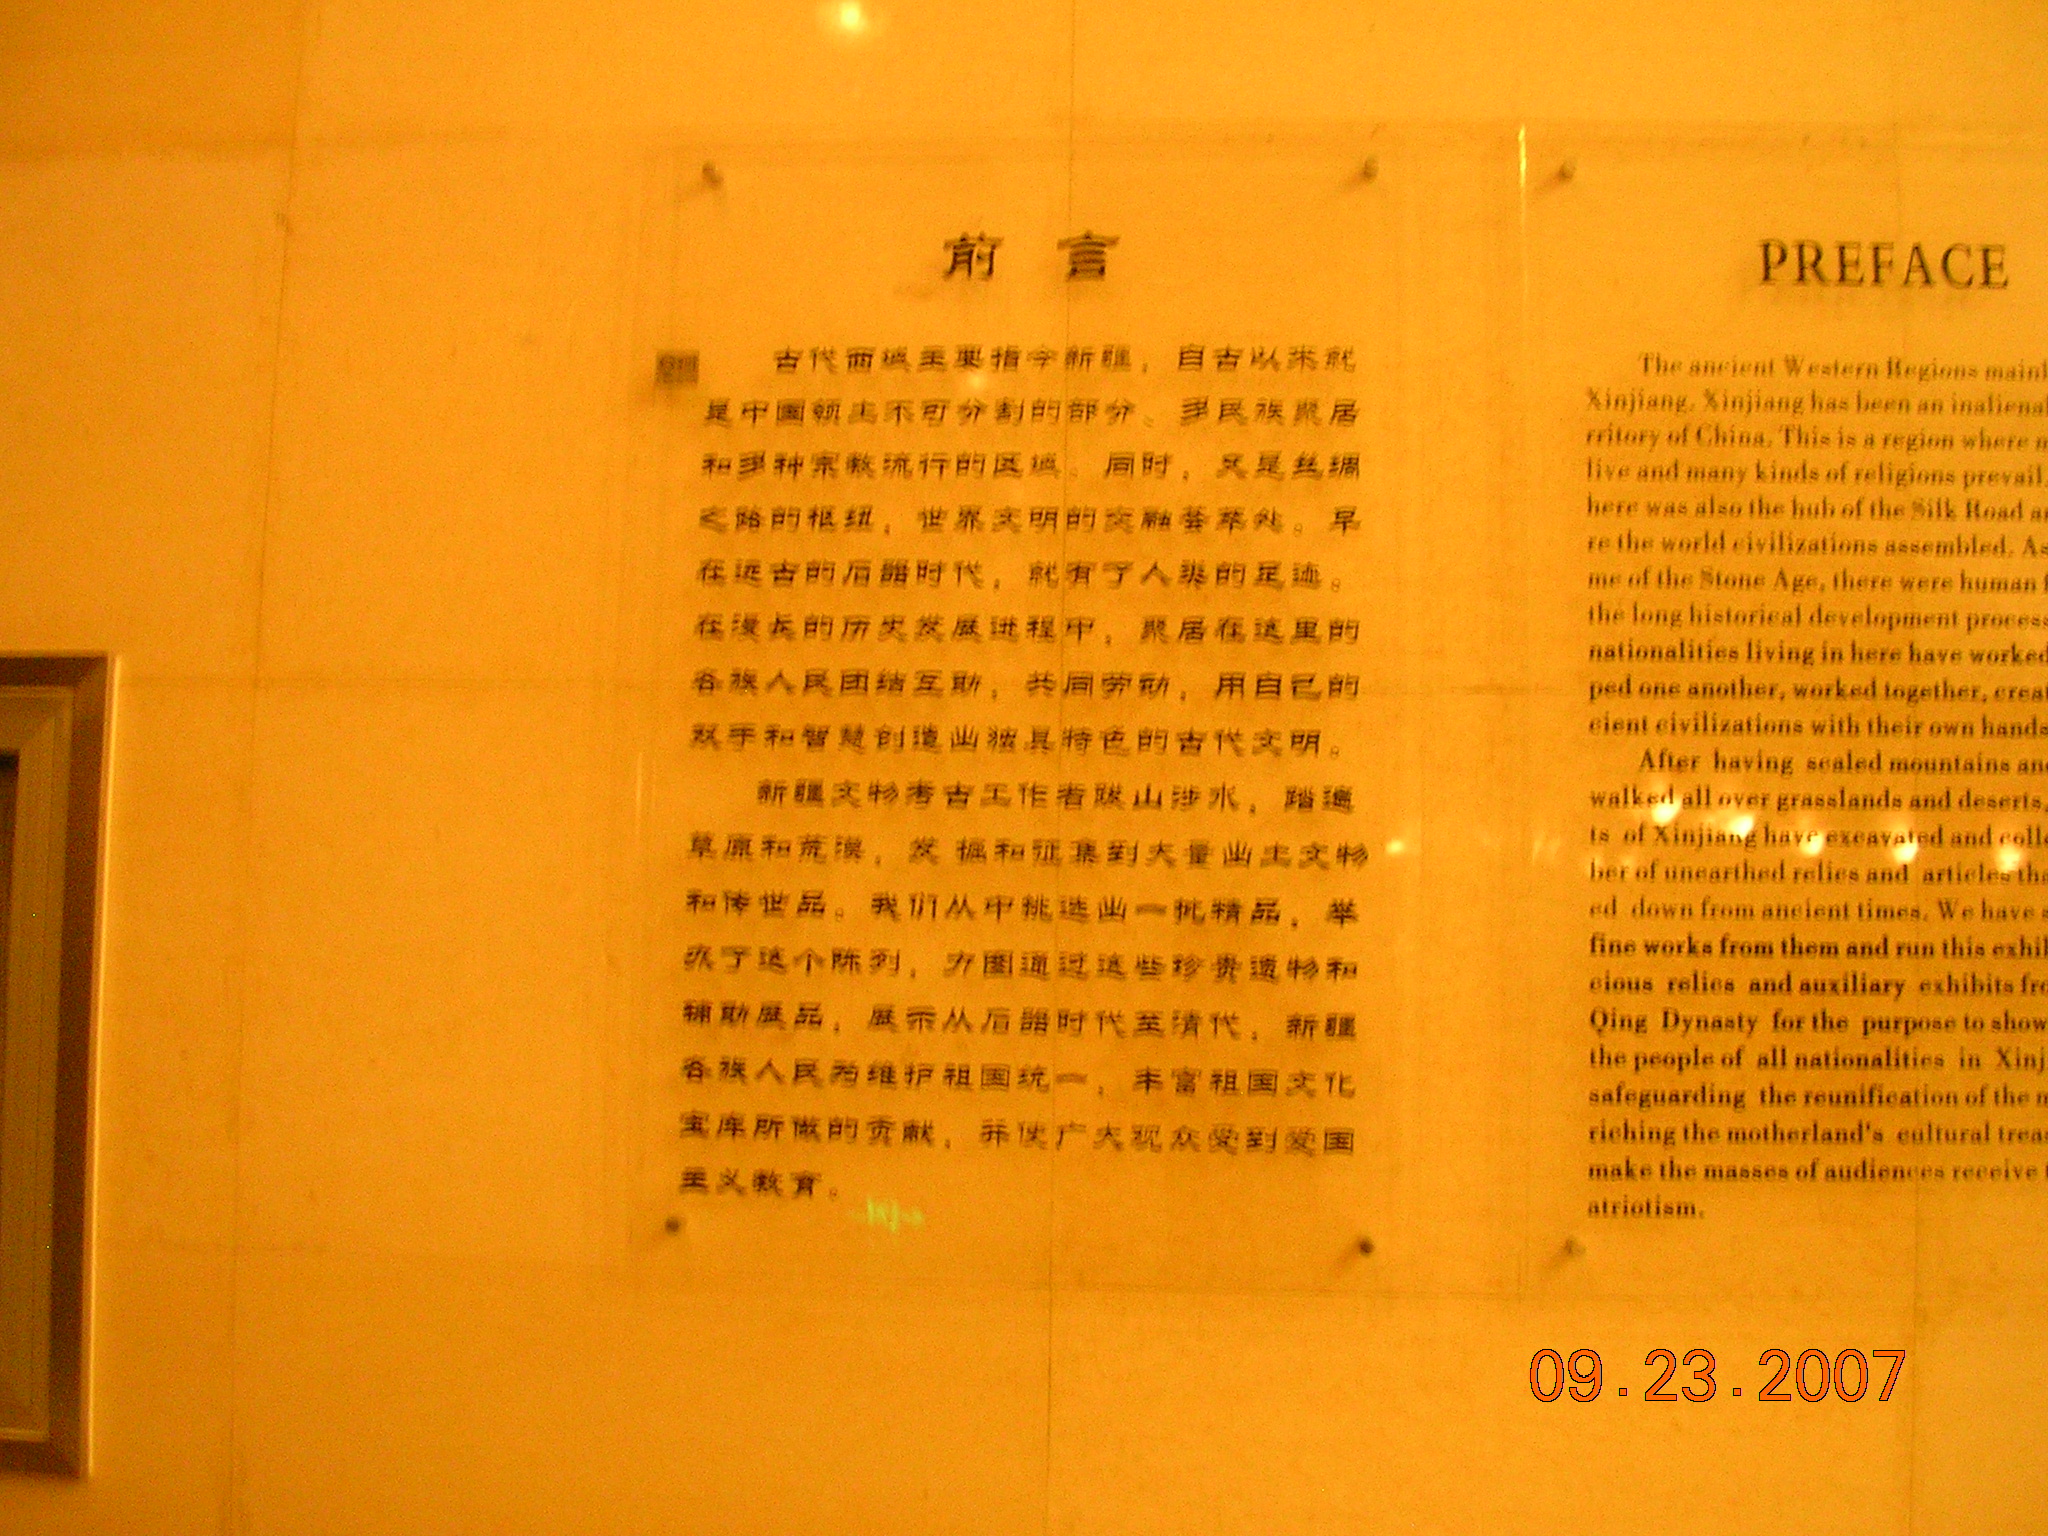 前言
古代西域主要指今新疆，自古以来就
是中国领土不可分割的部分、多民族聚居
和多种宗教流行的区域。同时，又是丝绸
之路的枢纽，世界文明的交融荟萃处。早
在远古的石器时代，就有了人类的足迹。
在漫长的历史发展进程中，聚居在这里的
各族人民团结互助，共同劳动，用自己的
双手和智慧创造出独具特色的古代文明。
新疆文物考古工作者跋山涉水，踏遍
草原和荒漠，发掘和征集到大量出土文物
和传世品。我们从中挑选出一批精品，举
办了这个陈列，力图通过这些珍贵遗物和
辅助展品，展示从石器时代至清代，新疆
各族人民为维护祖国统一，丰富祖国文化
宝库所做的贡献，并使广大观众受到爱国
主义教育。
PREFACE
The ancient Western Regions mainl
Xinjiang. Xinjiang has been an inalienal
rritory of China. This is a region where m
live and many kinds of religions prevail.
here was also the hub of the Silk Road a
re the world civilizations assembled. As
me of the Stone Age, there were human f
the long historical development process
nationalities living in here have worked
ped one another, worked together, creat
cient civilizations with their own hands
After having scaled mountains and
walked all over grasslands and deserts,
ts of Xinjiang have excavated and colle
ber of unearthed relics and articles tha
ed down from ancient times. We have s
fine works from them and run this exhib
cious relics and auxiliary exhibits fro
Qing Dynasty for the purpose to show
the people of all nationalities in Xinj
safeguarding the reunification of the m
riching the motherland's cultural treas
make the masses of audiences receive t
atriotism.
09.23.2007